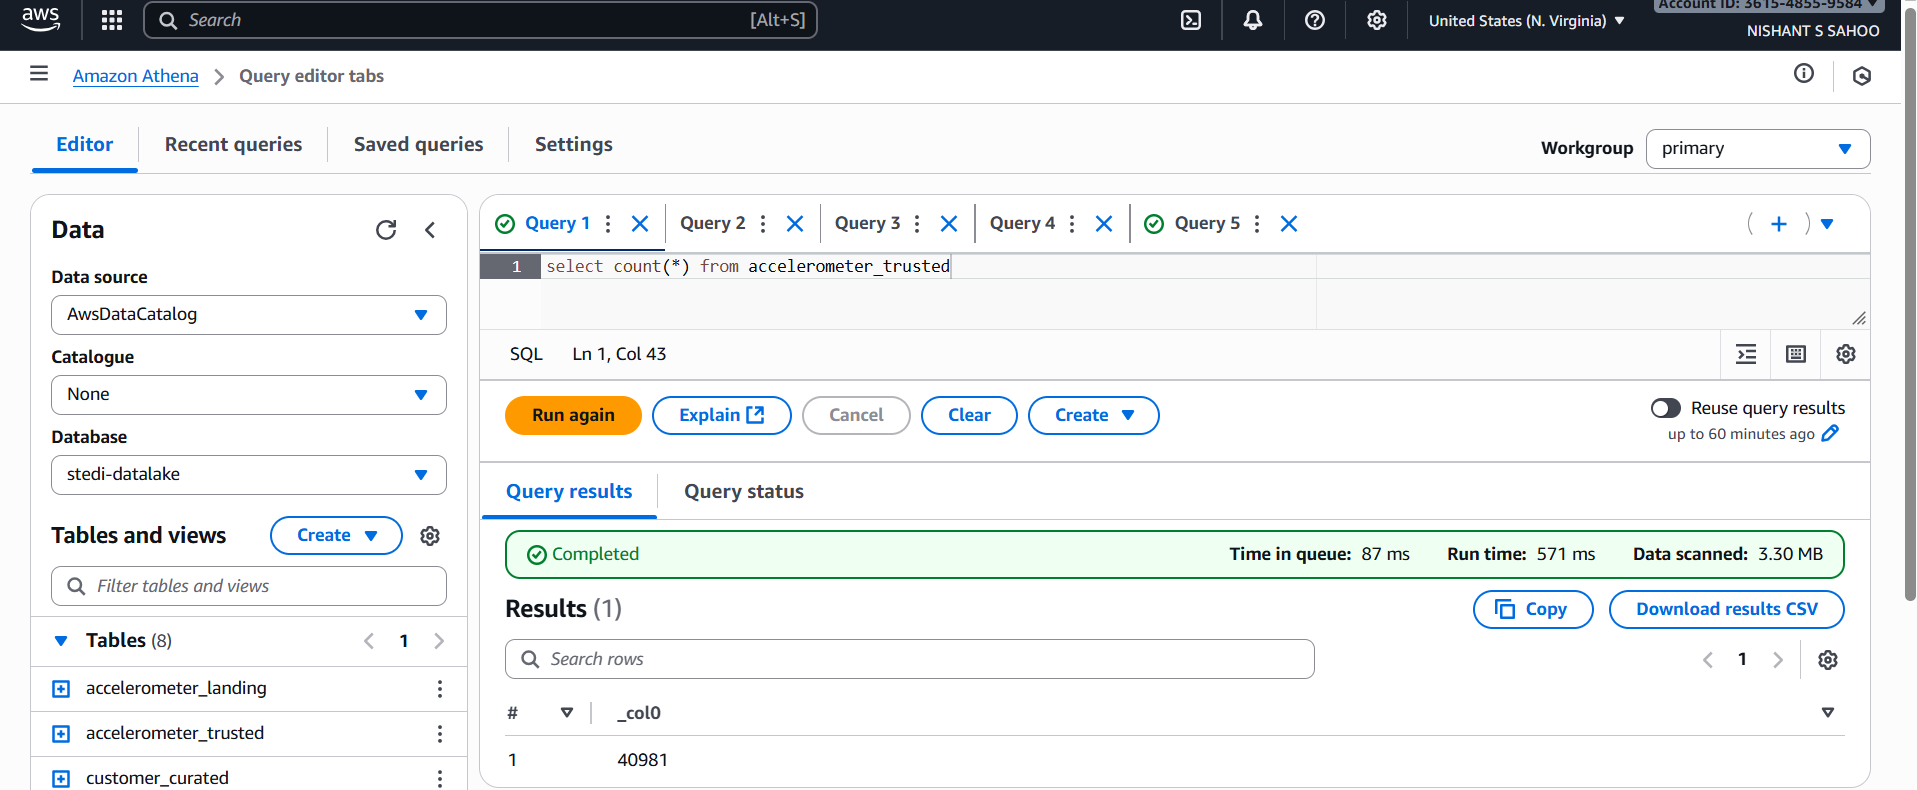 aws
Search [Alt+S]
United States (N. Virginia)
Account ID: 3615-4855-9584
NISHANT S SAHOO
Amazon Athena > Query editor tabs
Editor Recent queries Saved queries Settings
Workgroup primary
Data
Data source
AwsDataCatalog
Catalogue
None
Database
stedi-datalake
Tables and views Create
Filter tables and views
Tables (8) < 1 >
accelerometer_landing
accelerometer_trusted
customer_curated
Query 1 Query 2 Query 3 Query 4 Query 5
1 select count(*) from accelerometer_trusted
SQL Ln 1, Col 43
Run again Explain Cancel Clear Create
Reuse query results
up to 60 minutes ago
Query results Query status
Completed Time in queue: 87 ms Run time: 571 ms Data scanned: 3.30 MB
Results (1) Copy Download results CSV
Search rows < 1 >
# _col0
1 40981